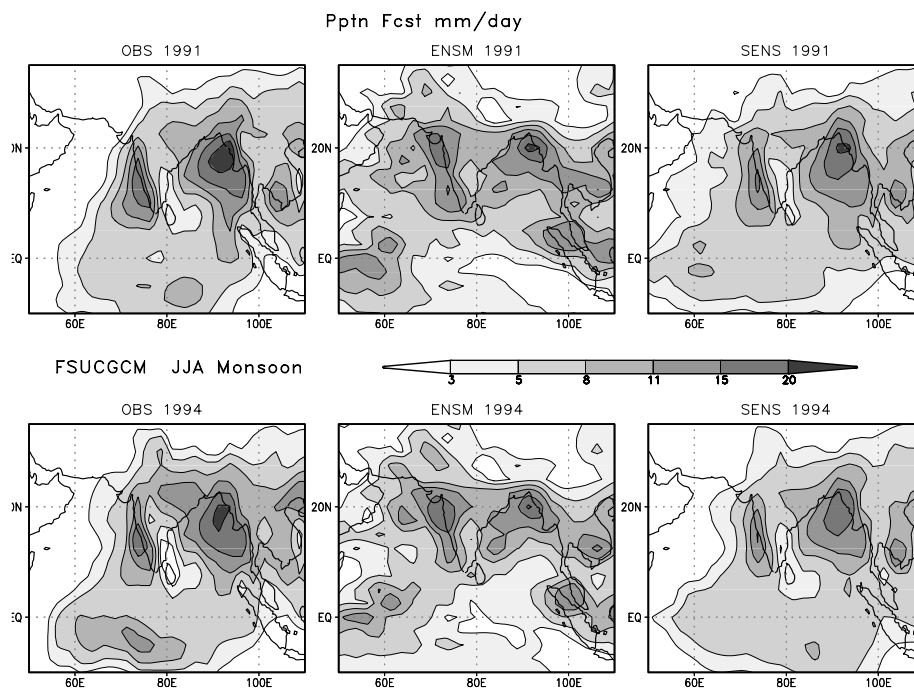 Pptn Fcst mm/day
OBS 1991 ENSM 1991 SENS 1991
20N 20N 20N
EQ EQ EQ
60E 80E 100E 60E 80E 100E 60E 80E 100E
FSUCGCM JJA Monsoon
3 5 8 11 15 20
OBS 1994 ENSM 1994 SENS 1994
20N 20N 20N
EQ EQ EQ
60E 80E 100E 60E 80E 100E 60E 80E 100E